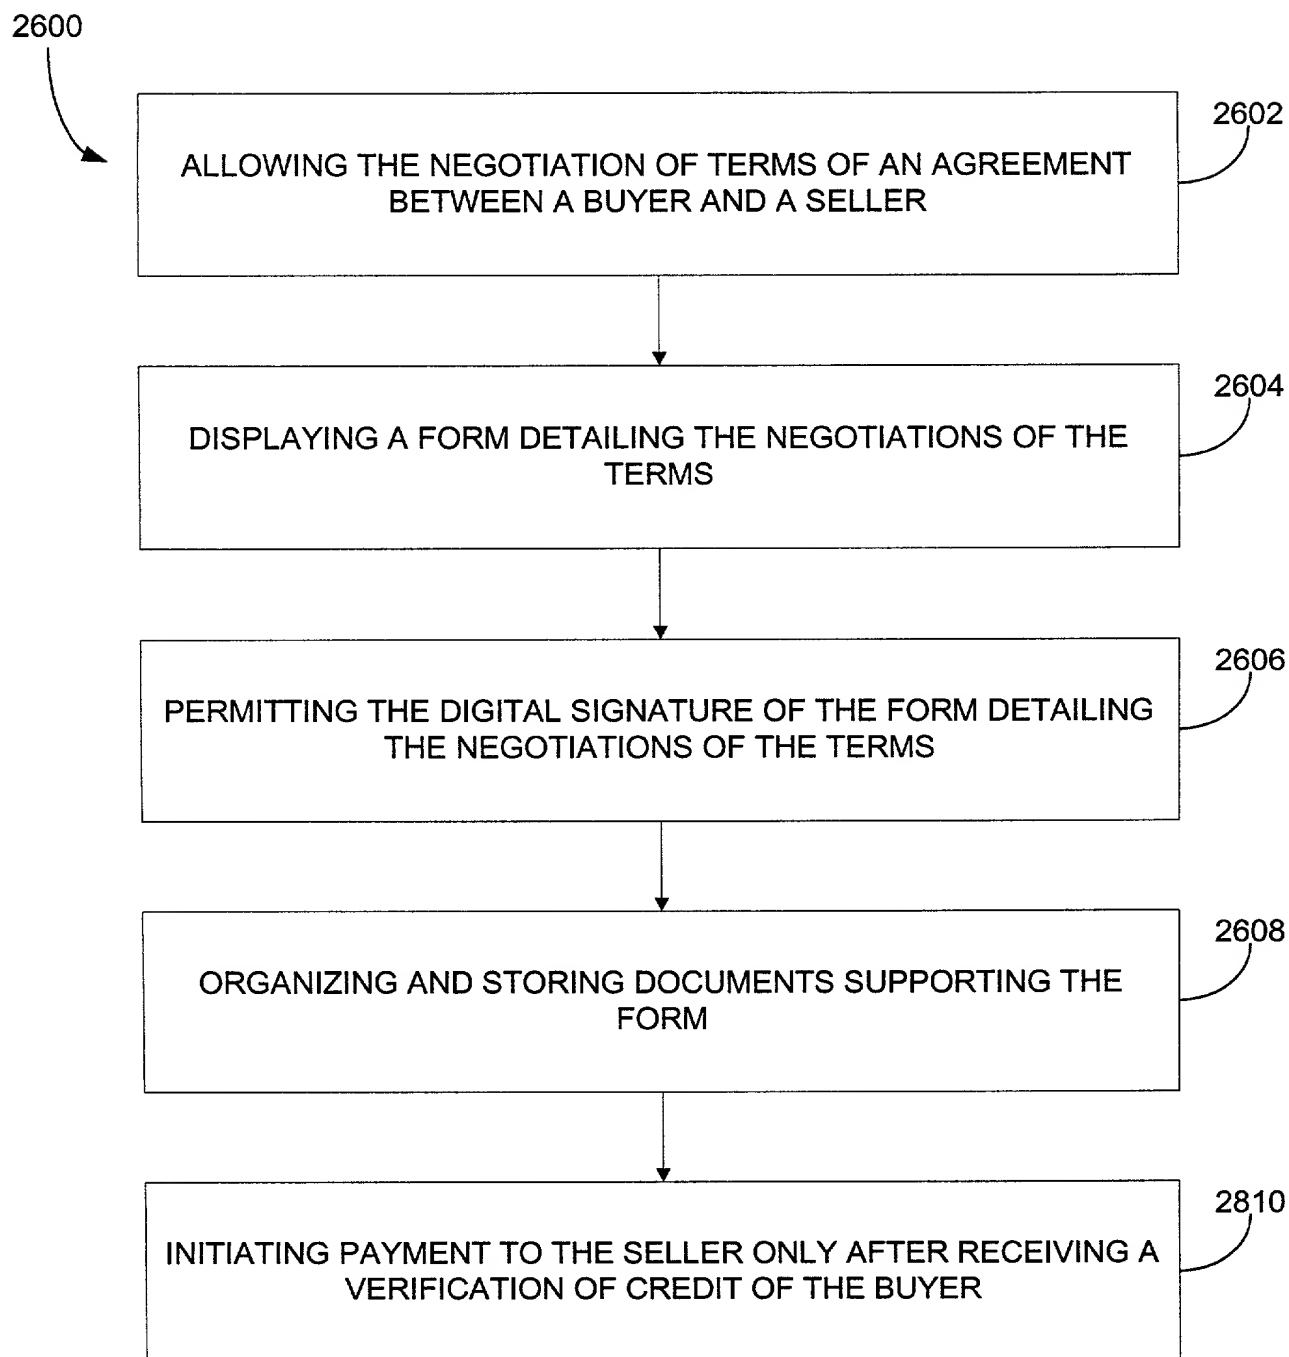 2600
2602
ALLOWING THE NEGOTIATION OF TERMS OF AN AGREEMENT
BETWEEN A BUYER AND A SELLER
2604
DISPLAYING A FORM DETAILING THE NEGOTIATIONS OF THE
TERMS
2606
PERMITTING THE DIGITAL SIGNATURE OF THE FORM DETAILING
THE NEGOTIATIONS OF THE TERMS
2608
ORGANIZING AND STORING DOCUMENTS SUPPORTING THE
FORM
2810
INITIATING PAYMENT TO THE SELLER ONLY AFTER RECEIVING A
VERIFICATION OF CREDIT OF THE BUYER